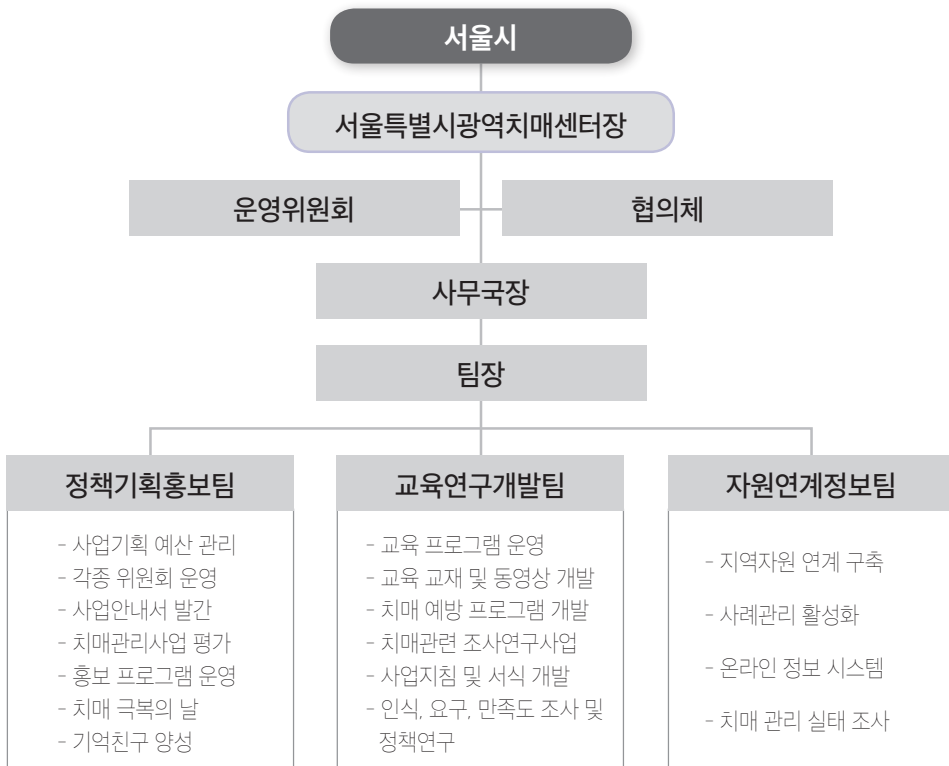 서울시
서울특별시광역치매센터장
운영위원회
협의체
사무국장
팀장
정책기획홍보팀
- 사업기획 예산 관리
- 각종 위원회 운영
- 사업안내서 발간
- 치매관리사업 평가
- 홍보 프로그램 운영
- 치매 극복의 날
- 기억친구 양성
교육연구개발팀
- 교육 프로그램 운영
- 교육 교재 및 동영상 개발
- 치매 예방 프로그램 개발
- 치매관련 조사연구사업
- 사업지침 및 서식 개발
- 인식, 요구, 만족도 조사 및
정책연구
자원연계정보팀
- 지역자원 연계 구축
- 사례관리 활성화
- 온라인 정보 시스템
- 치매 관리 실태 조사